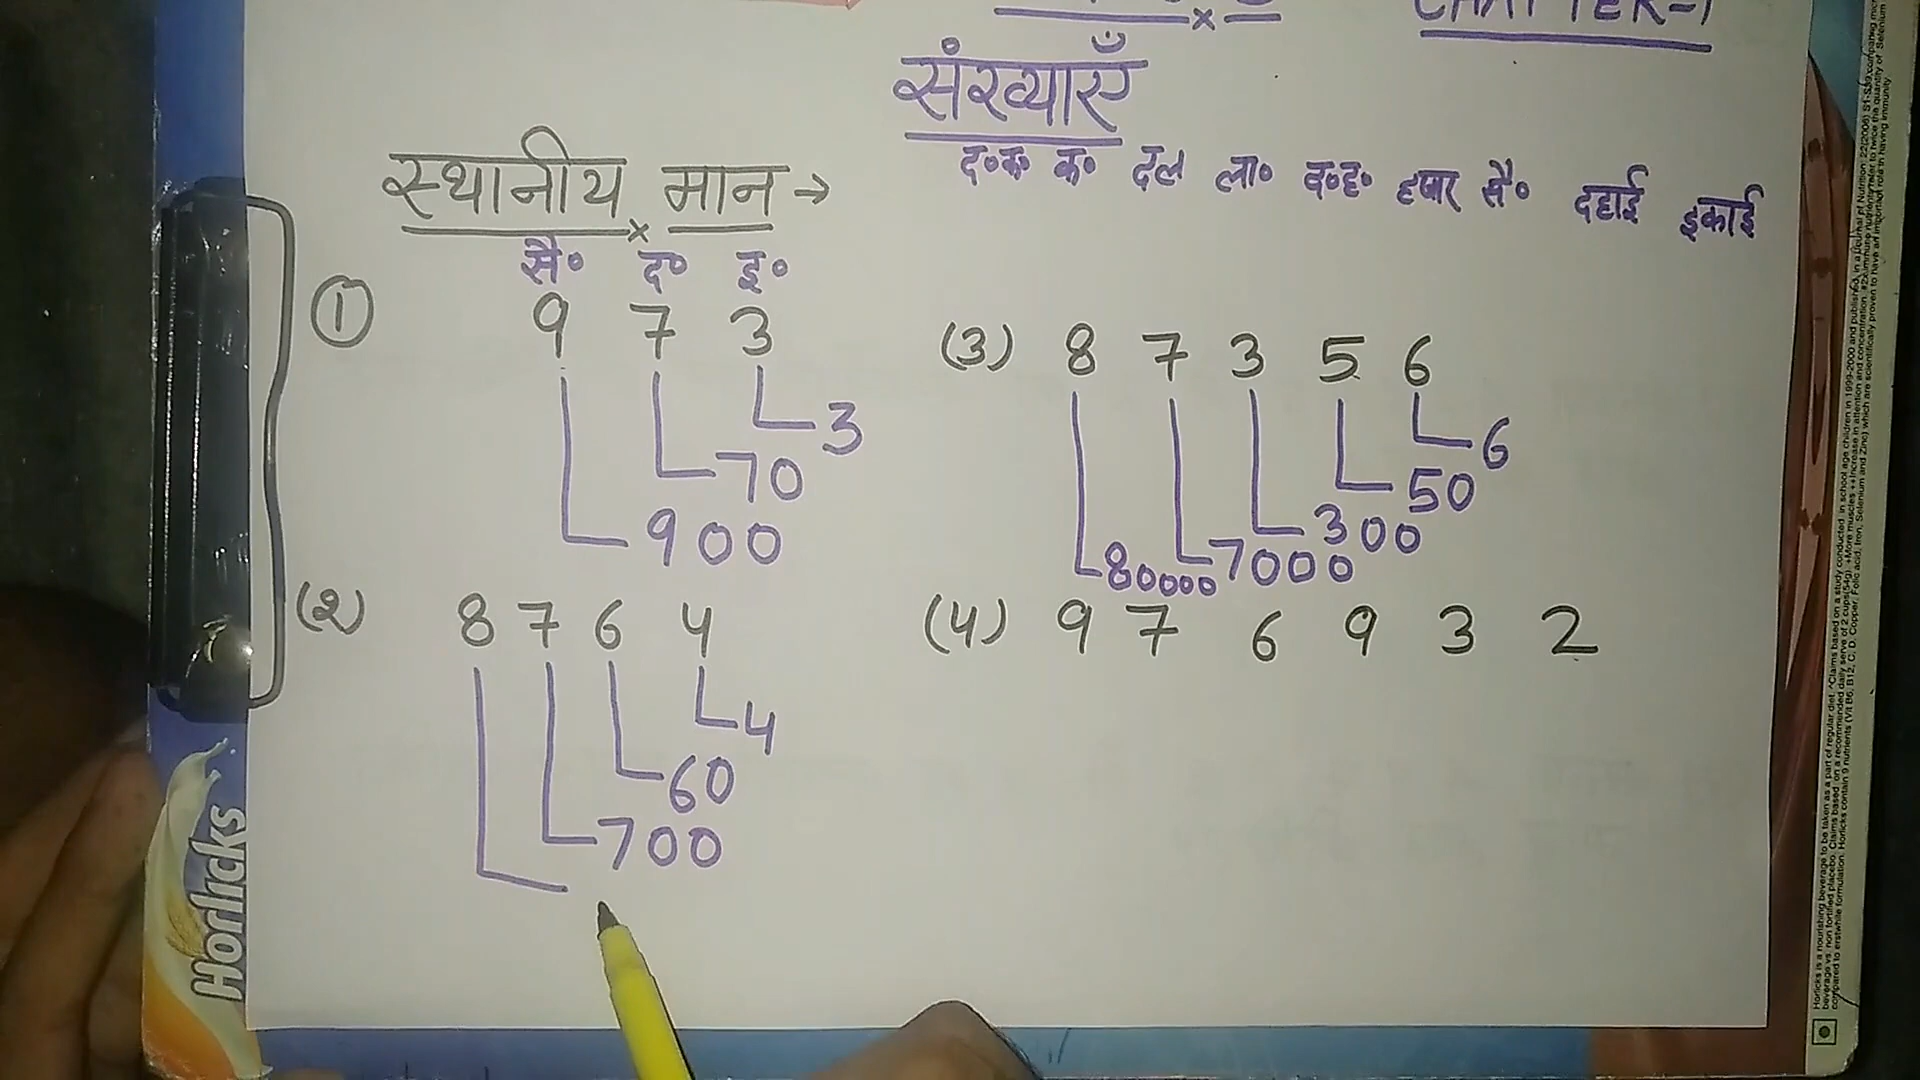 CHAPTER-1
संख्याएँ
द०क० क० दल ला० द०ह० हजार सै० दहाई इकाई
स्थानीय मान →
सै० द० इ०
① 9 7 3
3
70
900
(2) 8 7 6 4
4
60
700
(3) 8 7 3 5 6
6
50
300
7000
80000
(4) 9 7 6 9 3 2
Horlicks